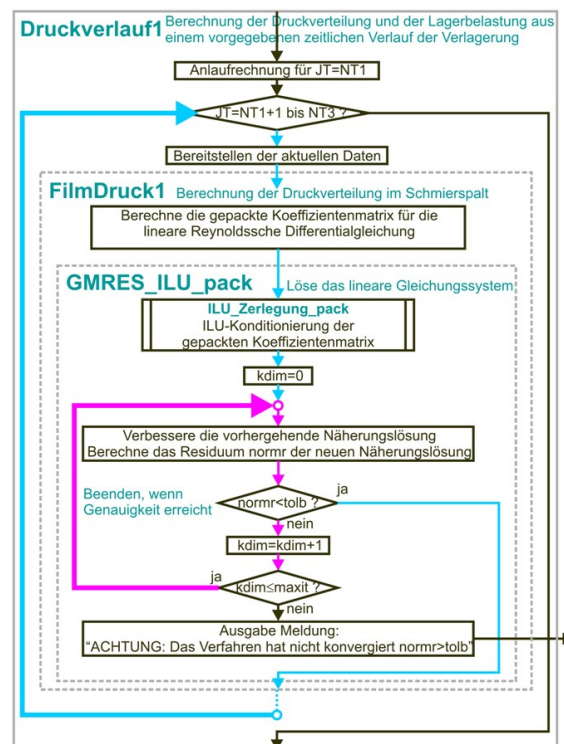 Druckverlauf1 Berechnung der Druckverteilung und der Lagerbelastung aus
einem vorgegebenen zeitlichen Verlauf der Verlagerung
Anlaufrechnung für JT=NT1
JT=NT1+1 bis NT3 ?
Bereitstellen der aktuellen Daten
FilmDruck1 Berechnung der Druckverteilung im Schmierspalt
Berechne die gepackte Koeffizientenmatrix für die
lineare Reynoldssche Differentialgleichung
GMRES_ILU_pack Löse das lineare Gleichungssystem
ILU_Zerlegung_pack
ILU-Konditionierung der
gepackten Koeffizientenmatrix
kdim=0
Verbessere die vorhergehende Näherungslösung
Berechne das Residuum normr der neuen Näherungslösung
Beenden, wenn
Genauigkeit erreicht
normr<tolb ?
ja
nein
kdim=kdim+1
ja
kdim≤maxit ?
nein
Ausgabe Meldung:
“ACHTUNG: Das Verfahren hat nicht konvergiert normr>tolb”